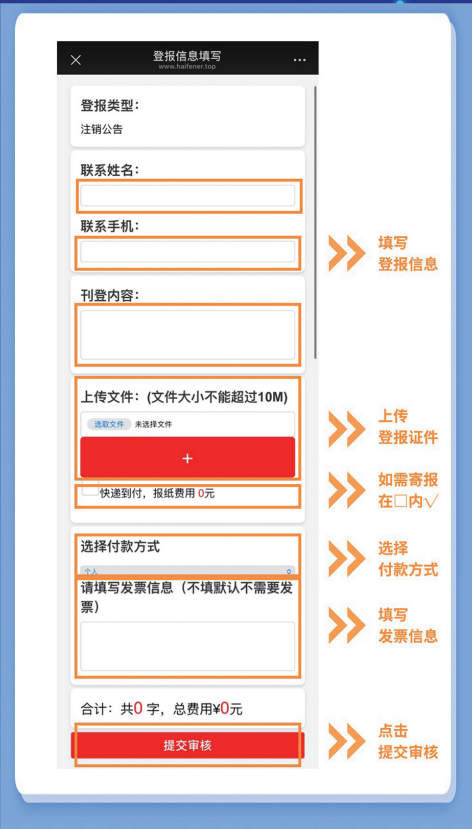 登报信息填写
www.haifener.top
登报类型：
注销公告
联系姓名：
联系手机：
填写
登报信息
刊登内容：
上传文件：(文件大小不能超过10M)
选取文件 未选择文件
+
上传
登报证件
快递到付，报纸费用 0元
如需寄报
在□内√
选择付款方式
个人
选择
付款方式
请填写发票信息（不填默认不需要发
票）
填写
发票信息
合计：共0 字，总费用¥0元
提交审核
点击
提交审核